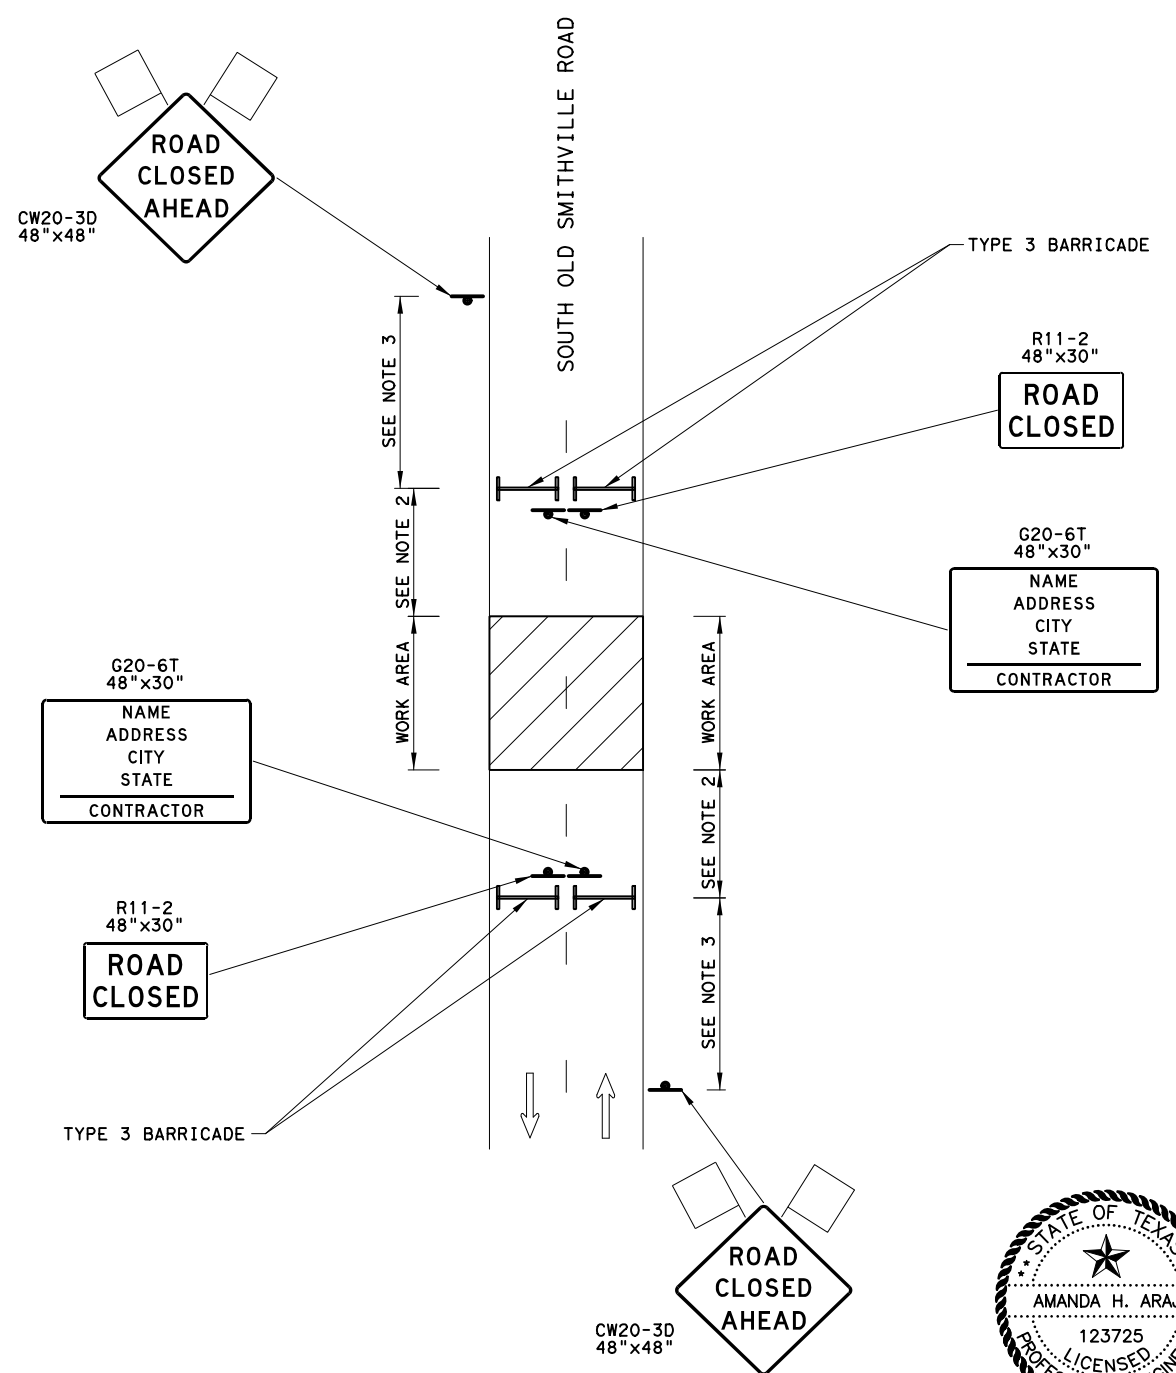 SOUTH OLD SMITHVILLE ROAD
ROAD
CLOSED
AHEAD
CW20-3D
48"x48"
TYPE 3 BARRICADE
SEE NOTE 3
R11-2
48"x30"
ROAD
CLOSED
SEE NOTE 2
G20-6T
48"x30"
NAME
ADDRESS
CITY
STATE
CONTRACTOR
WORK AREA
WORK AREA
G20-6T
48"x30"
NAME
ADDRESS
CITY
STATE
CONTRACTOR
SEE NOTE 2
R11-2
48"x30"
ROAD
CLOSED
SEE NOTE 3
TYPE 3 BARRICADE
ROAD
CLOSED
AHEAD
CW20-3D
48"x48"
STATE OF TEXAS
AMANDA H.
123725
LICENSED